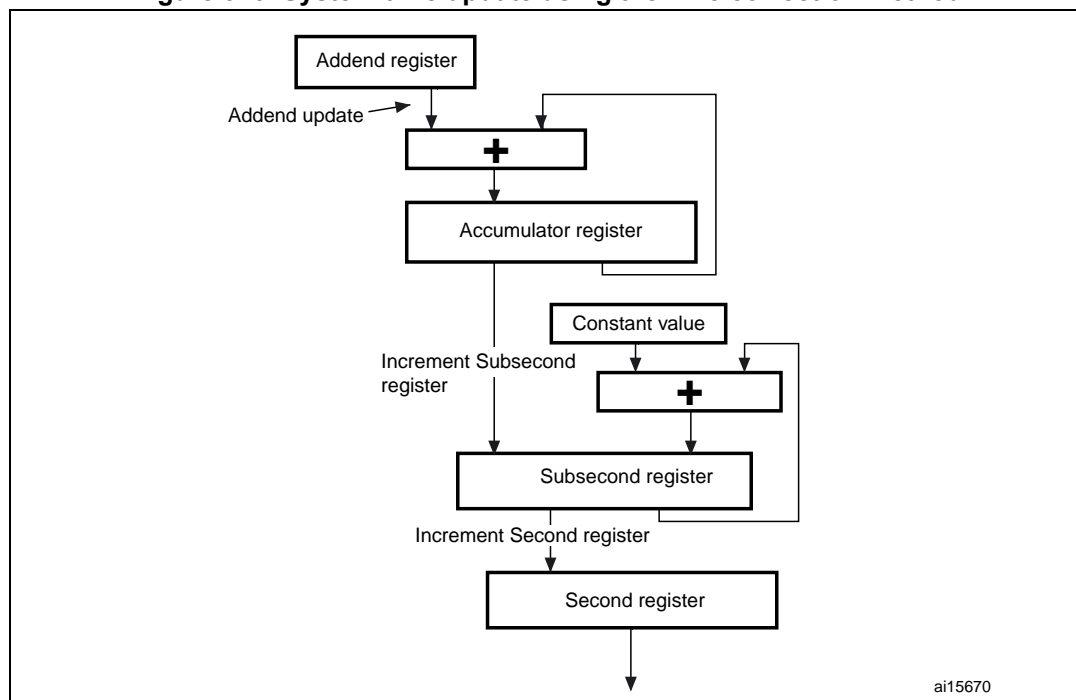 Addend register
Addend update
+
Accumulator register
Constant value
Increment Subsecond
register
+
Subsecond register
Increment Second register
Second register
ai15670